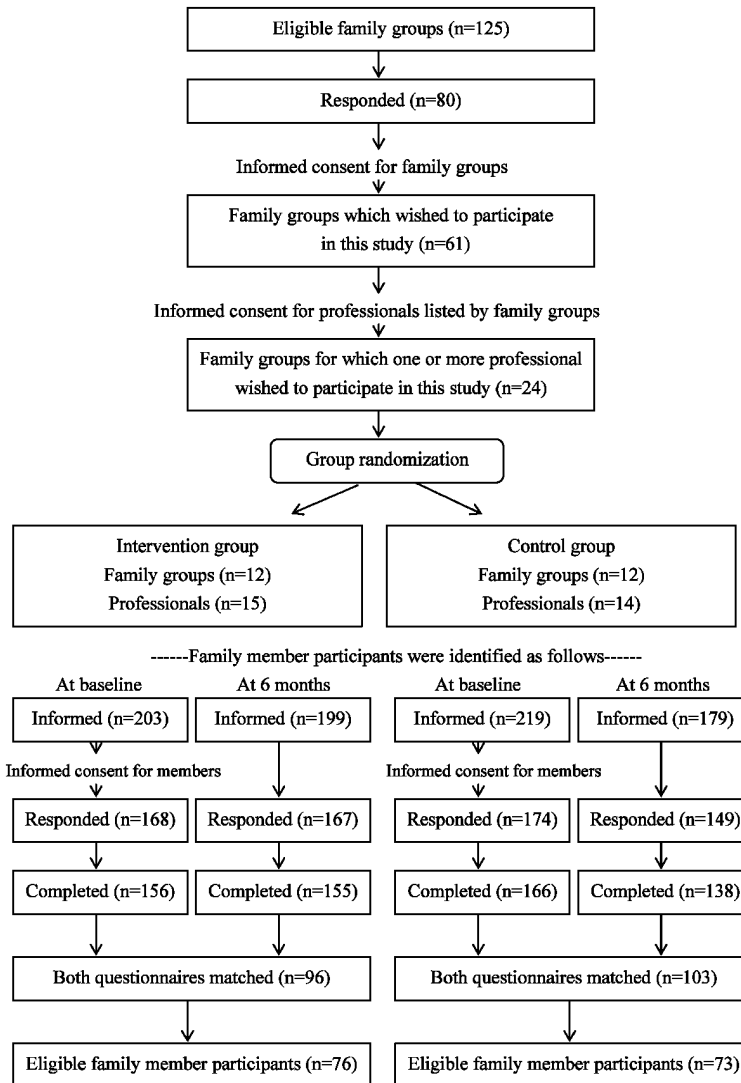 Eligible family groups (n=125)
Responded (n=80)
Informed consent for family groups
Family groups which wished to participate
in this study (n=61)
Informed consent for professionals listed by family groups
Family groups for which one or more professional
wished to participate in this study (n=24)
Group randomization
Intervention group
Family groups (n=12)
Professionals (n=15)
Control group
Family groups (n=12)
Professionals (n=14)
------Family member participants were identified as follows------
At baseline
At 6 months
At baseline
At 6 months
Informed (n=203)
Informed (n=199)
Informed (n=219)
Informed (n=179)
Informed consent for members
Informed consent for members
Responded (n=168)
Responded (n=167)
Responded (n=174)
Responded (n=149)
Completed (n=156)
Completed (n=155)
Completed (n=166)
Completed (n=138)
Both questionnaires matched (n=96)
Both questionnaires matched (n=103)
Eligible family member participants (n=76)
Eligible family member participants (n=73)